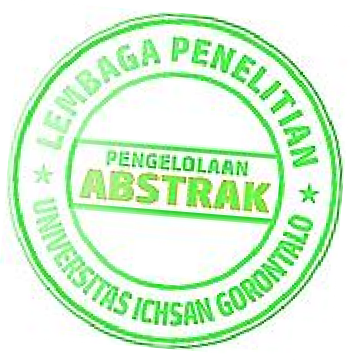 LEMBAGA PENELITIAN
PENGELOLAAN
ABSTRAK
UNIVERSITAS ICHSAN GORONTALO